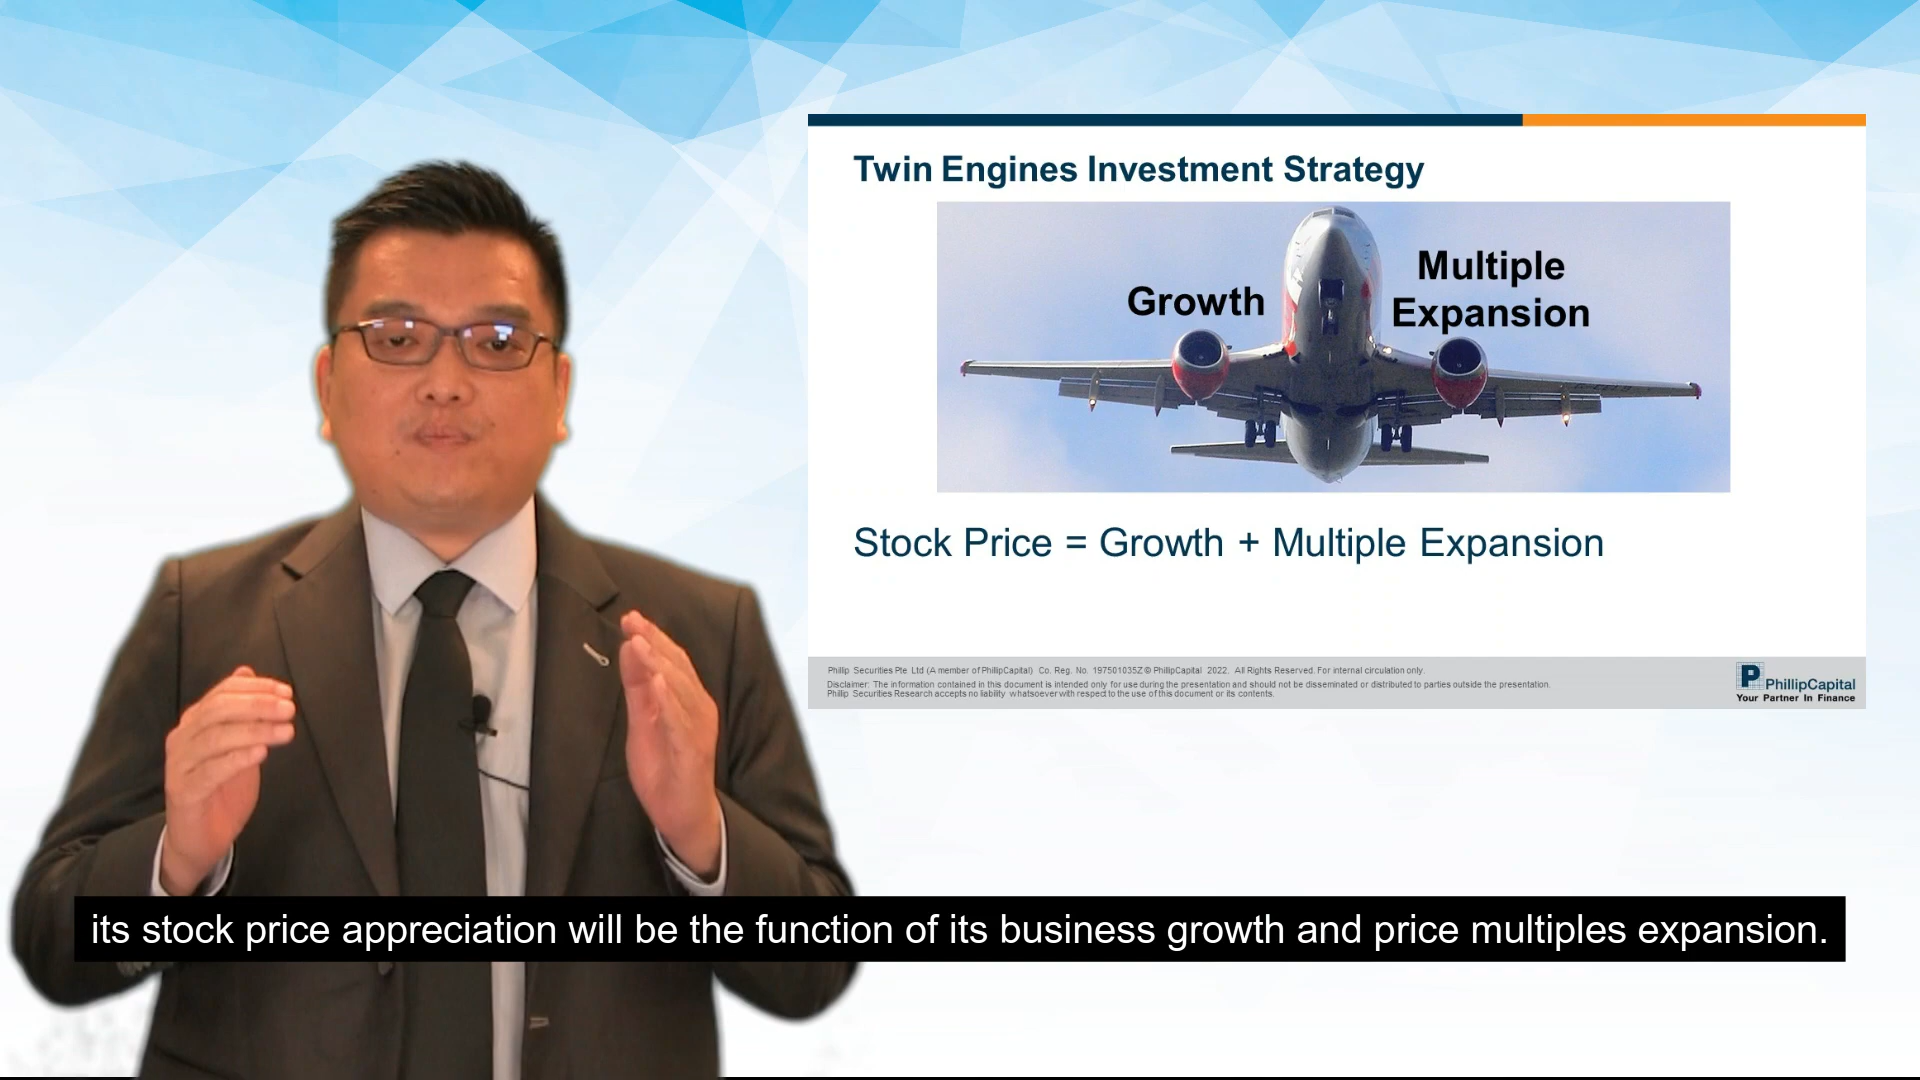 Twin Engines Investment Strategy
Growth
Multiple
Expansion
Stock Price = Growth + Multiple Expansion
Phillip Securities Pte Ltd (A member of PhillipCapital) Co. Reg. No. 197501035Z © PhillipCapital 2022. All Rights Reserved. For internal circulation only.
Disclaimer: The information contained in this document is intended only for use during the presentation and should not be disseminated or distributed to parties outside the presentation.
Phillip Securities Research accepts no liability whatsoever with respect to the use of this document or its contents.
P PhillipCapital
Your Partner In Finance
its stock price appreciation will be the function of its business growth and price multiples expansion.